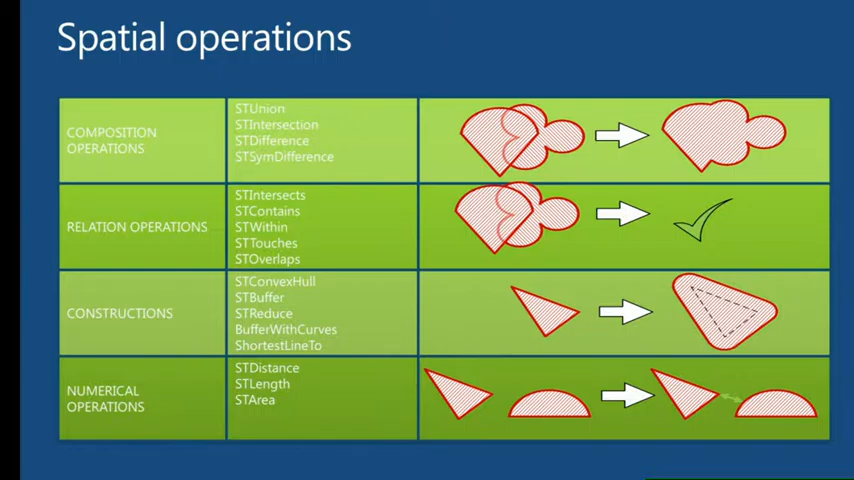 Spatial operations
COMPOSITION
OPERATIONS
STUnion
STIntersection
STDifference
STSymDifference
RELATION OPERATIONS
STIntersects
STContains
STWithin
STTouches
STOverlaps
CONSTRUCTIONS
STConvexHull
STBuffer
STReduce
BufferWithCurves
ShortestLineTo
NUMERICAL
OPERATIONS
STDistance
STLength
STArea